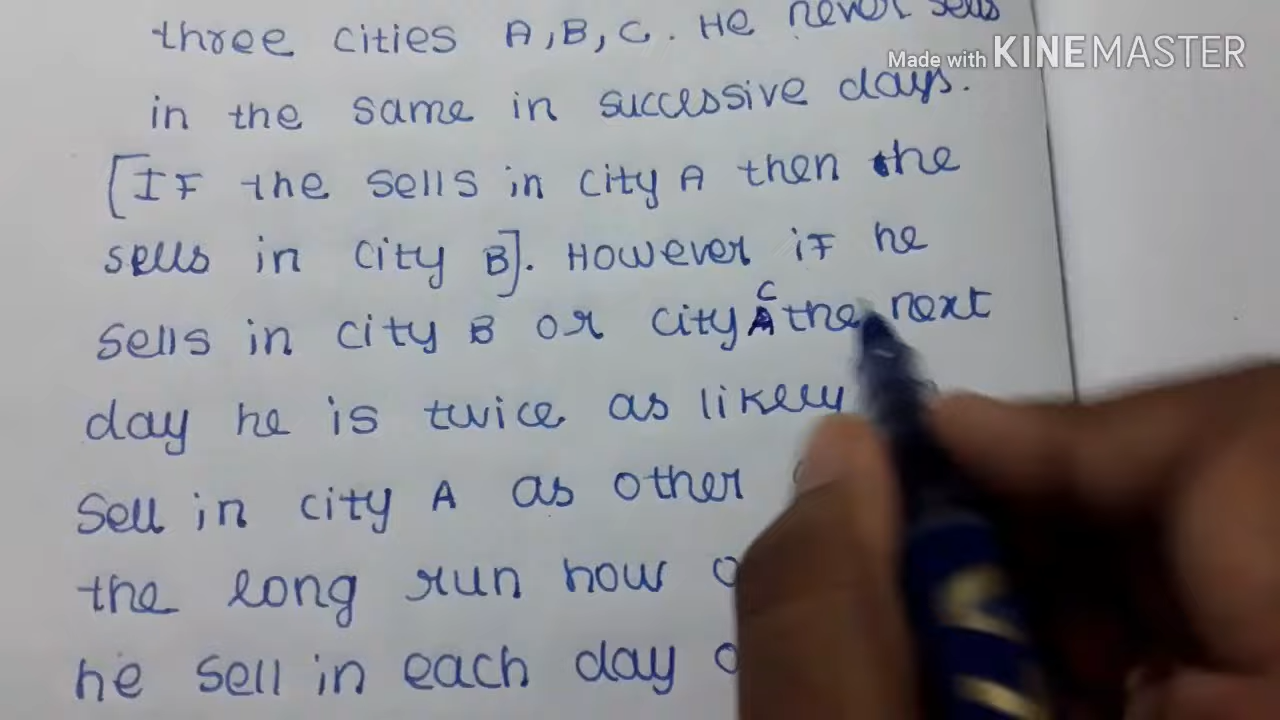 three cities A, B, C. He never sells
Made with KINEMASTER
in the same in successive days.
[IF the sells in city A then the
sells in city B]. However if he
sells in city B or city C the next
day he is twice as likely
sell in city A as other
the long run how
he sell in each day